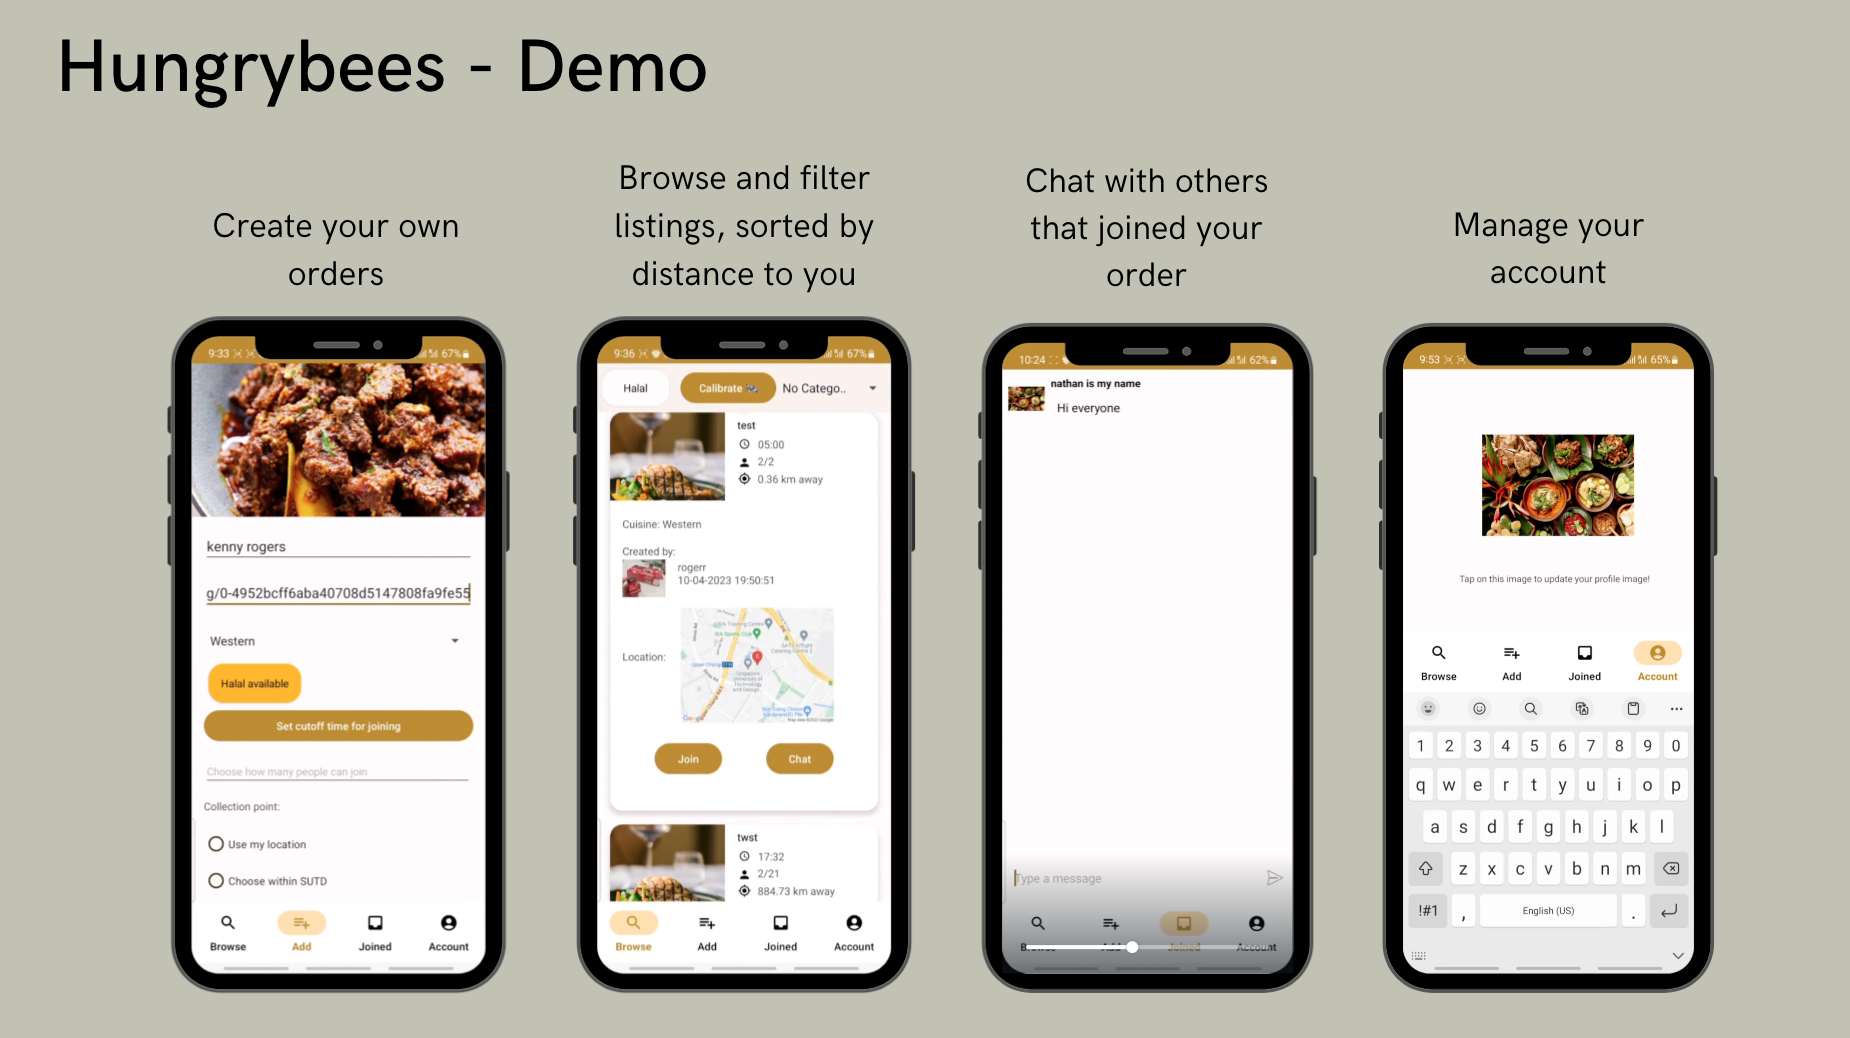 Hungrybees - Demo
Create your own
orders
9:33
67%
kenny rogers
g/0-4952bcff6aba40708d5147808fa9fe55
Western
Halal available
Set cutoff time for joining
Choose how many people can join
Collection point:
Use my location
Choose within SUTD
Browse Add Joined Account
Browse and filter
listings, sorted by
distance to you
9:36
67%
Halal
Calibrate
No Catego..
test
05:00
2/2
0.36 km away
Cuisine: Western
Created by:
rogerr
10-04-2023 19:50:51
Location:
Singapore
University of
Technology
and Design
Google
Join
Chat
twst
17:32
2/21
884.73 km away
Browse Add Joined Account
Chat with others
that joined your
order
10:24
62%
nathan is my name
Hi everyone
Type a message
Browse Add Joined Account
Manage your
account
9:53
65%
Tap on this image to update your profile image!
Browse Add Joined Account
1 2 3 4 5 6 7 8 9 0
q w e r t y u i o p
a s d f g h j k l
z x c v b n m
!#1 , English (US) .